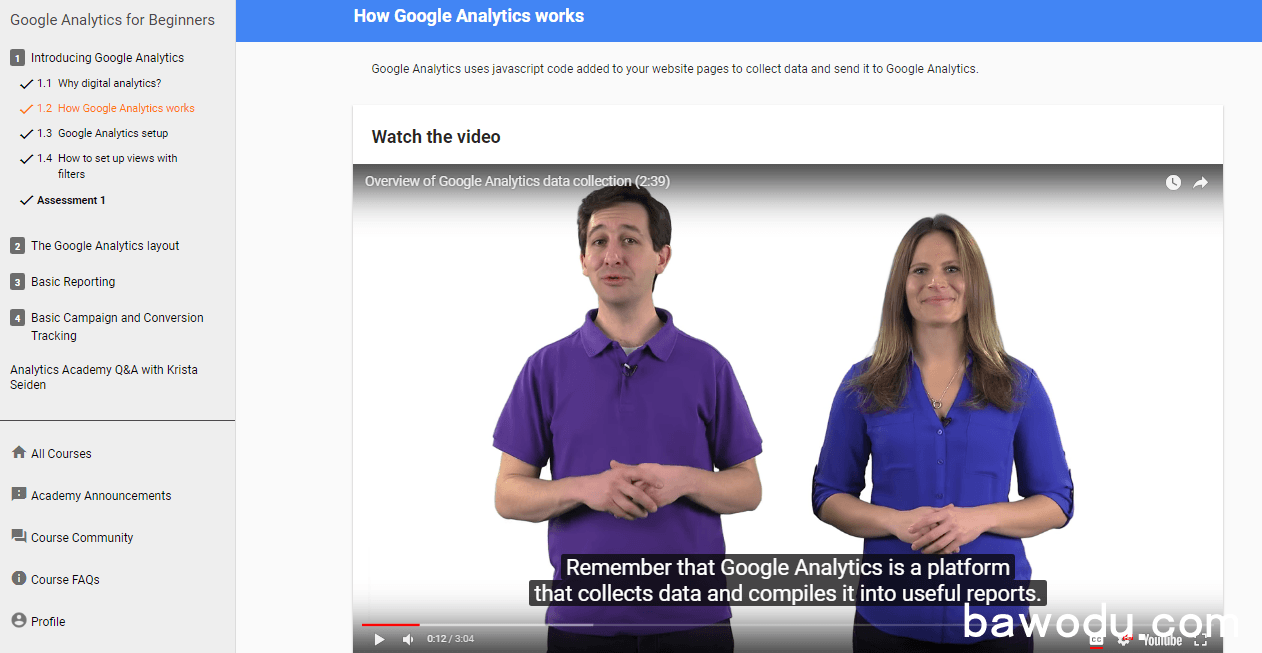 Google Analytics for Beginners
1 Introducing Google Analytics
1.1 Why digital analytics?
1.2 How Google Analytics works
1.3 Google Analytics setup
1.4 How to set up views with
filters
Assessment 1
2 The Google Analytics layout
3 Basic Reporting
4 Basic Campaign and Conversion
Tracking
Analytics Academy Q&A with Krista
Seiden
All Courses
Academy Announcements
Course Community
Course FAQs
Profile
How Google Analytics works
Google Analytics uses javascript code added to your website pages to collect data and send it to Google Analytics.
Watch the video
Overview of Google Analytics data collection (2:39)
Remember that Google Analytics is a platform
that collects data and compiles it into useful reports.
0:12 / 3:04
CC
YouTube
bawodu.com